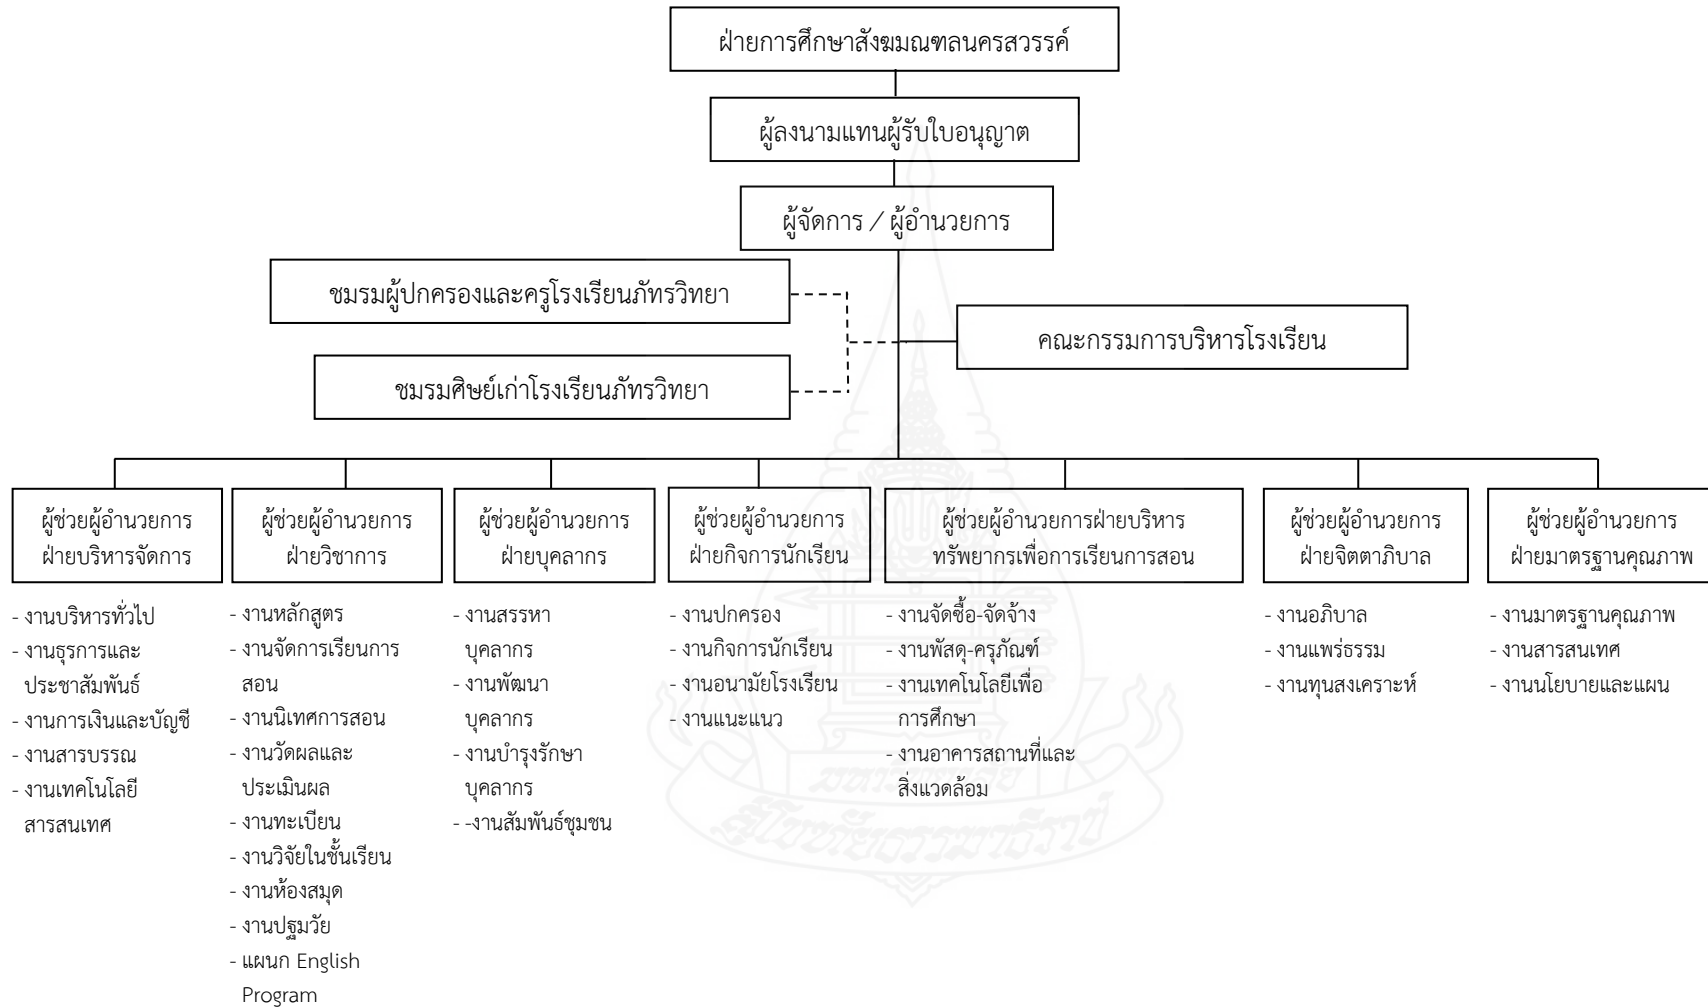 ฝ่ายการศึกษาสังฆมณฑลนครสวรรค์
ผู้ลงนามแทนผู้รับใบอนุญาต
ผู้จัดการ / ผู้อำนวยการ
ชมรมผู้ปกครองและครูโรงเรียนภัทรวิทยา
คณะกรรมการบริหารโรงเรียน
ชมรมศิษย์เก่าโรงเรียนภัทรวิทยา
ผู้ช่วยผู้อำนวยการ
ฝ่ายบริหารจัดการ
- งานบริหารทั่วไป
- งานธุรการและ
ประชาสัมพันธ์
- งานการเงินและบัญชี
- งานสารบรรณ
- งานเทคโนโลยี
สารสนเทศ
ผู้ช่วยผู้อำนวยการ
ฝ่ายวิชาการ
- งานหลักสูตร
- งานจัดการเรียนการ
สอน
- งานนิเทศการสอน
- งานวัดผลและ
ประเมินผล
- งานทะเบียน
- งานวิจัยในชั้นเรียน
- งานห้องสมุด
- งานปฐมวัย
- แผนก English
Program
ผู้ช่วยผู้อำนวยการ
ฝ่ายบุคลากร
- งานสรรหา
บุคลากร
- งานพัฒนา
บุคลากร
- งานบำรุงรักษา
บุคลากร
- -งานสัมพันธ์ชุมชน
ผู้ช่วยผู้อำนวยการ
ฝ่ายกิจการนักเรียน
- งานปกครอง
- งานกิจการนักเรียน
- งานอนามัยโรงเรียน
- งานแนะแนว
ผู้ช่วยผู้อำนวยการฝ่ายบริหาร
ทรัพยากรเพื่อการเรียนการสอน
- งานจัดซื้อ-จัดจ้าง
- งานพัสดุ-ครุภัณฑ์
- งานเทคโนโลยีเพื่อ
การศึกษา
- งานอาคารสถานที่และ
สิ่งแวดล้อม
ผู้ช่วยผู้อำนวยการ
ฝ่ายจิตตาภิบาล
- งานอภิบาล
- งานแพร่ธรรม
- งานทุนสงเคราะห์
ผู้ช่วยผู้อำนวยการ
ฝ่ายมาตรฐานคุณภาพ
- งานมาตรฐานคุณภาพ
- งานสารสนเทศ
- งานนโยบายและแผน
มหาวิทยาลัย
สุโขทัยธรรมาธิราช